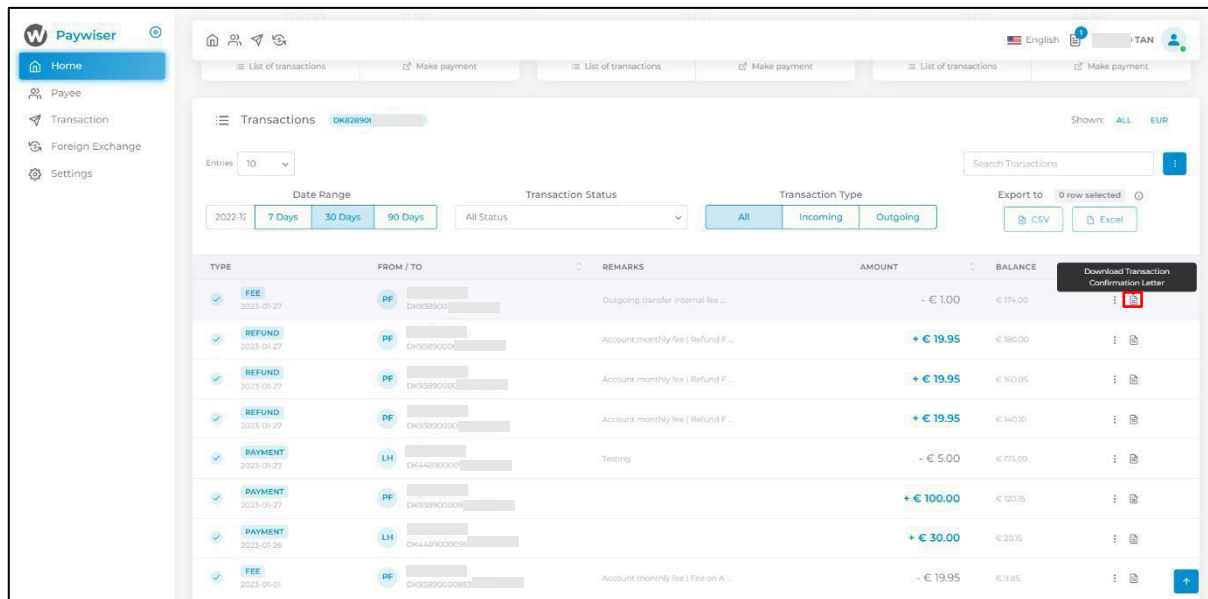 Paywiser
English
1
TAN
Home
Payee
Transaction
Foreign Exchange
Settings
List of transactions
Make payment
List of transactions
Make payment
List of transactions
Make payment
Transactions
Shown: ALL EUR
Entries 10
Search Transactions
Date Range
Transaction Status
Transaction Type
Export to 0 row selected
2022-12
7 Days
30 Days
90 Days
All Status
All
Incoming
Outgoing
CSV
Excel
TYPE
FROM / TO
REMARKS
AMOUNT
BALANCE
Download Transaction
Confirmation Letter
FEE
2023-01-27
PF
DK938900
Outgoing transfer internal fee ...
- € 1.00
€ 174.00
REFUND
2023-01-27
PF
DK93890000
Account monthly fee | Refund F ...
+ € 19.95
€ 180.00
REFUND
2023-01-27
PF
DK93890000
Account monthly fee | Refund F ...
+ € 19.95
€ 160.05
REFUND
2023-01-27
PF
DK93890000
Account monthly fee | Refund F ...
+ € 19.95
€ 140.10
PAYMENT
2023-01-27
LH
Testing
- € 5.00
€ 175.00
PAYMENT
2023-01-27
PF
DK9389000009
+ € 100.00
€ 120.15
PAYMENT
2023-01-26
LH
+ € 30.00
€ 20.15
FEE
2023-01-01
PF
Account monthly fee | Fee on A ...
- € 19.95
€ 9.85